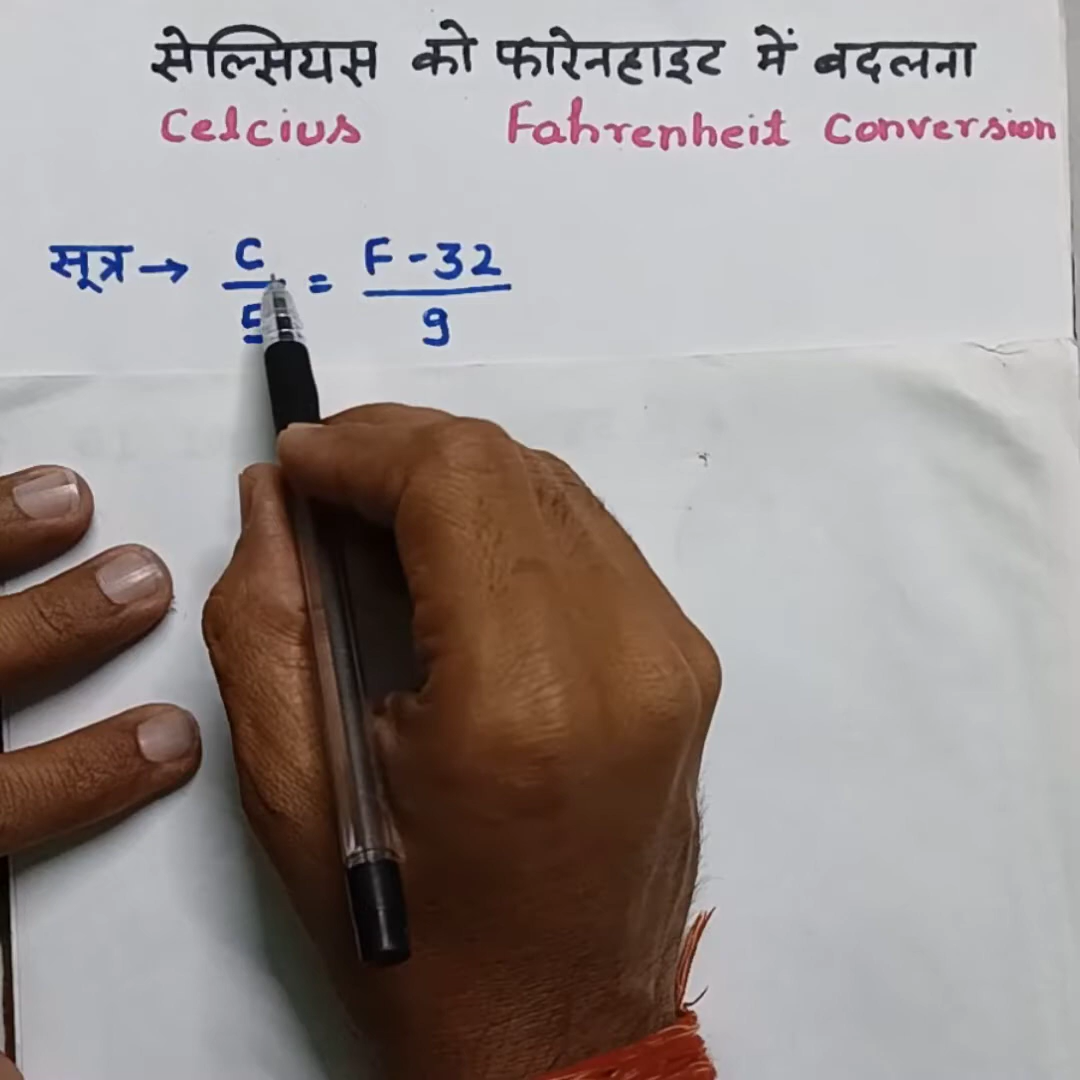 सेल्सियस को फारेनहाइट में बदलना
Celcius Fahrenheit Conversion
सूत्र → C/5 = F-32/9